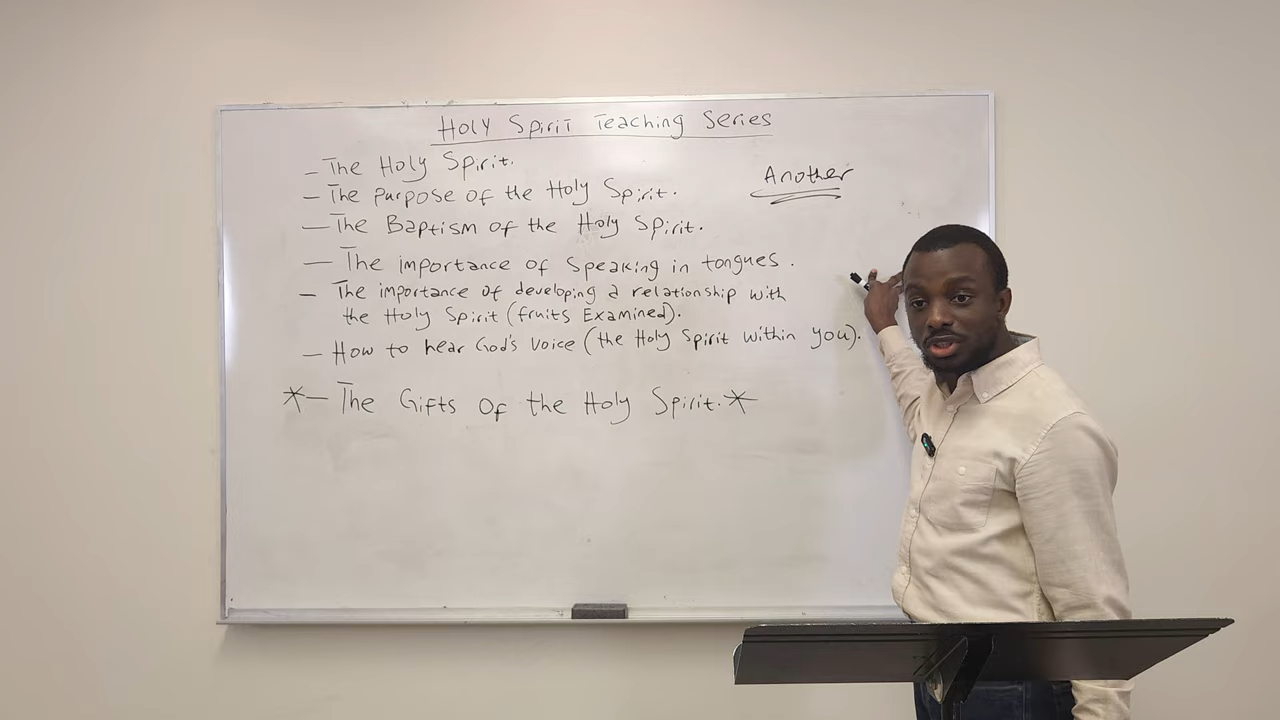 Holy Spirit Teaching Series
- The Holy Spirit.
Another
- The purpose of the Holy Spirit.
- The Baptism of the Holy Spirit.
- The importance of speaking in tongues.
- The importance of developing a relationship with
the Holy Spirit (fruits Examined).
- How to hear God's Voice (the Holy Spirit within you).
*- The Gifts Of the Holy Spirit.*